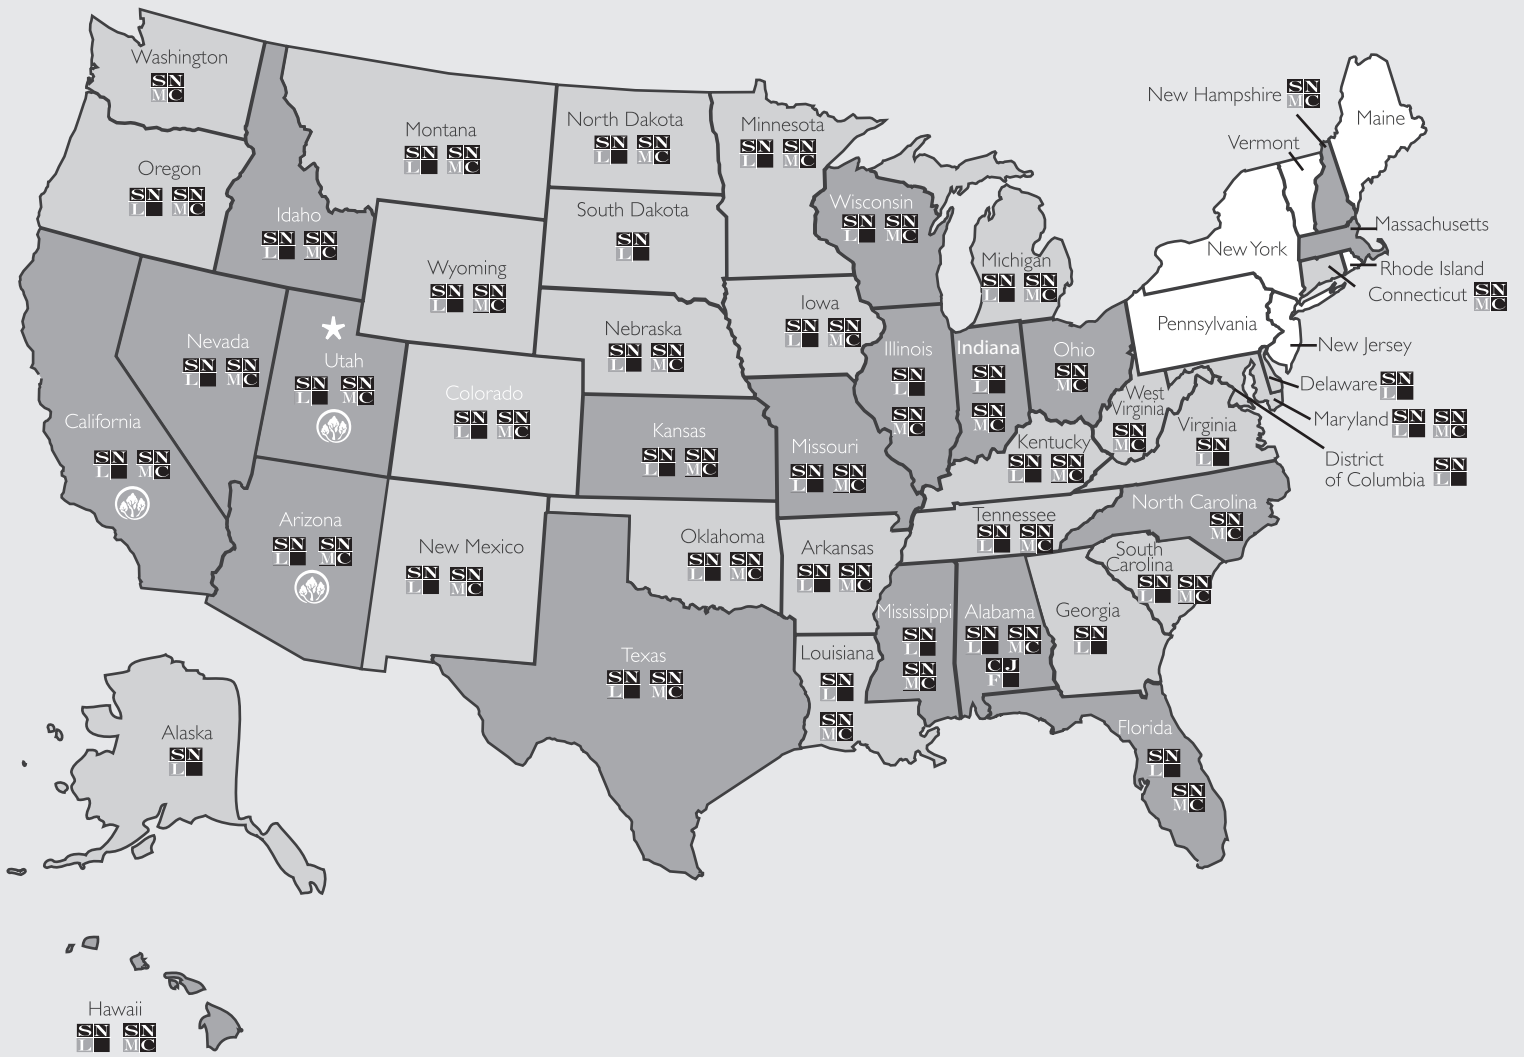 Washington
SN
MC
Oregon
SN SN
L MC
Idaho
SN SN
L MC
Montana
SN SN
L MC
North Dakota
SN SN
L MC
Minnesota
SN SN
L MC
South Dakota
SN
L
Wyoming
SN SN
L MC
Nebraska
SN SN
L MC
Iowa
SN SN
L MC
Wisconsin
SN SN
L MC
Michigan
SN SN
L MC
New Hampshire SN
MC
Vermont
Maine
New York
Massachusetts
Rhode Island
Connecticut SN
MC
Pennsylvania
New Jersey
Delaware SN
L
Maryland SN SN
L MC
District
of Columbia SN
L
California
SN SN
L MC
Nevada
SN SN
L MC
Utah
SN SN
L MC
Colorado
SN SN
L MC
Kansas
SN SN
L MC
Missouri
SN SN
L MC
Illinois
SN
L
SN
MC
Indiana
SN
L
SN
MC
Ohio
SN
MC
West
Virginia
SN
MC
Virginia
SN
L
Kentucky
SN SN
L MC
Arizona
SN SN
L MC
New Mexico
SN SN
L MC
Oklahoma
SN SN
L MC
Arkansas
SN SN
L MC
Tennessee
SN SN
L MC
North Carolina
SN
MC
South
Carolina
SN SN
L MC
Texas
SN SN
L MC
Louisiana
SN
L
SN
MC
Mississippi
SN
L
SN
MC
Alabama
SN SN
L MC
CJ
F
Georgia
SN
L
Florida
SN
L
SN
MC
Alaska
SN
L
Hawaii
SN SN
L MC